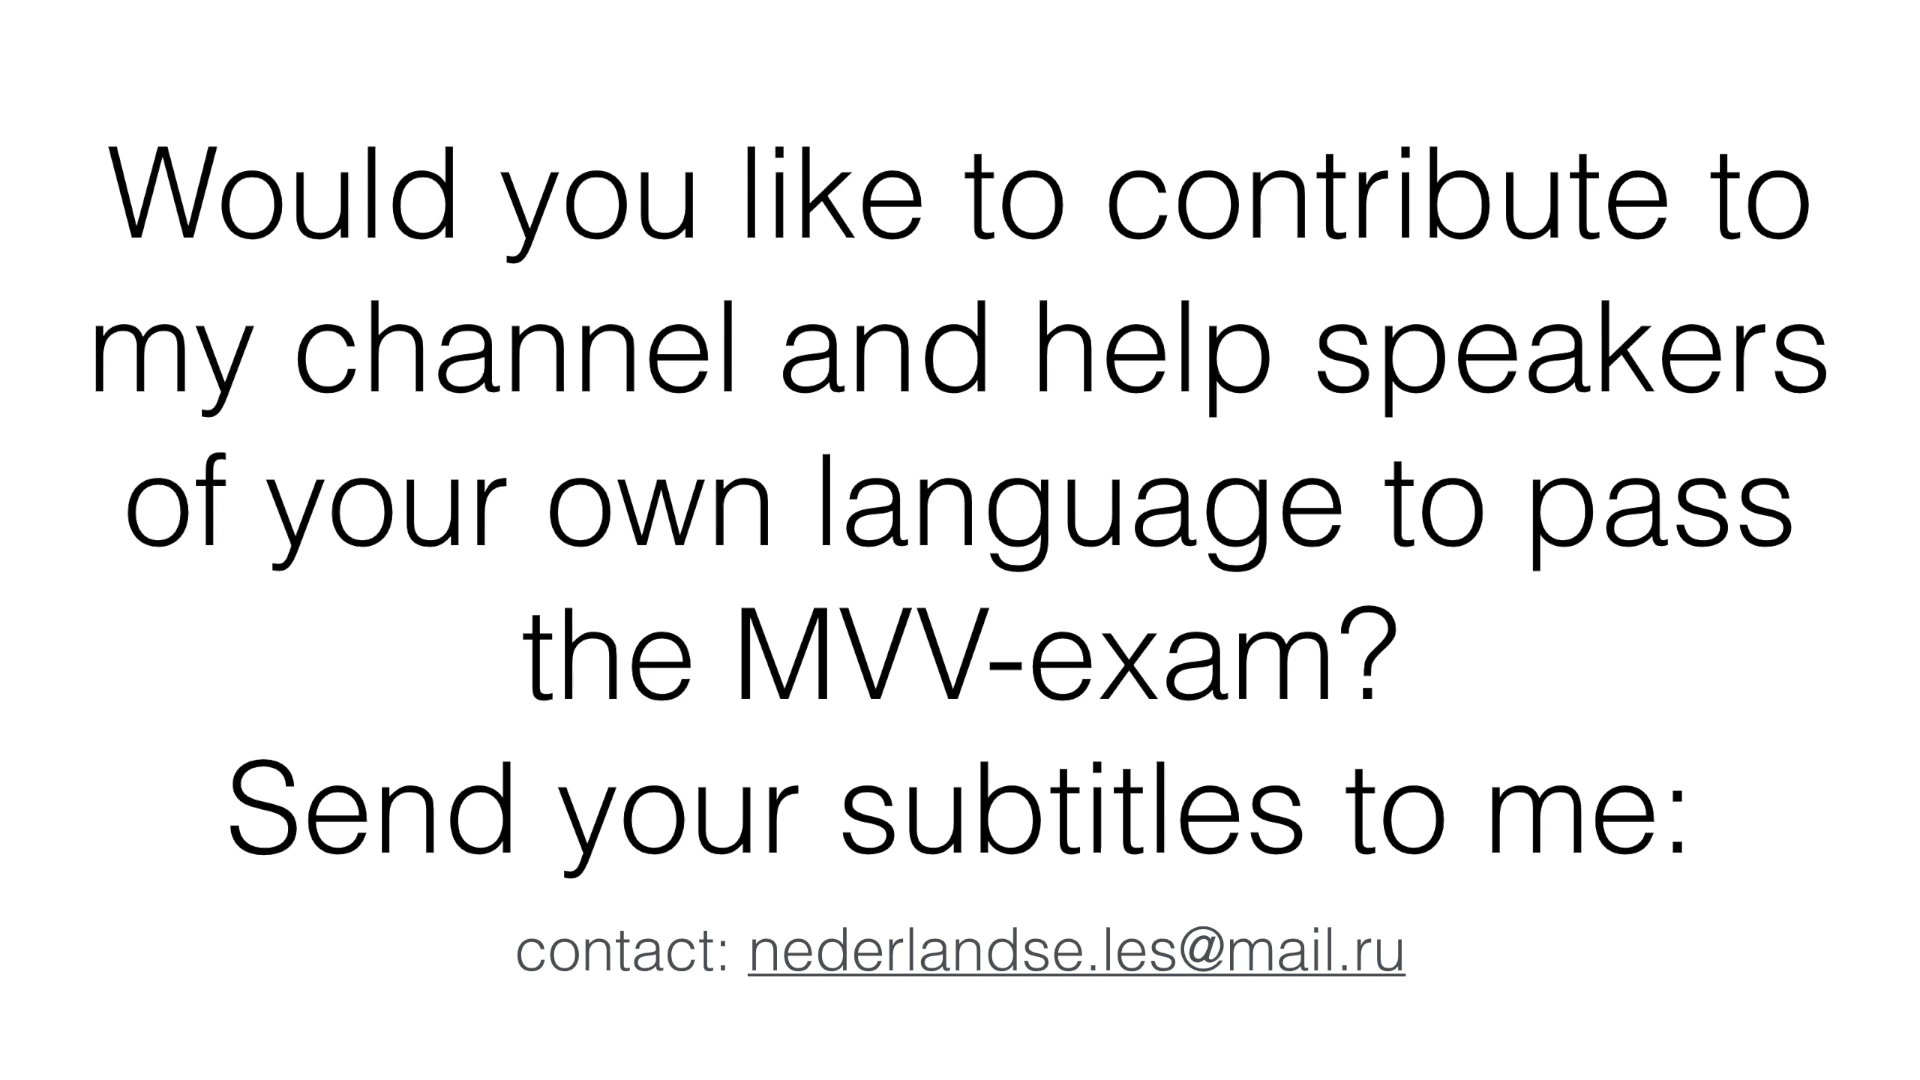 Would you like to contribute to
my channel and help speakers
of your own language to pass
the MVV-exam?
Send your subtitles to me:
contact: nederlandse.les@mail.ru